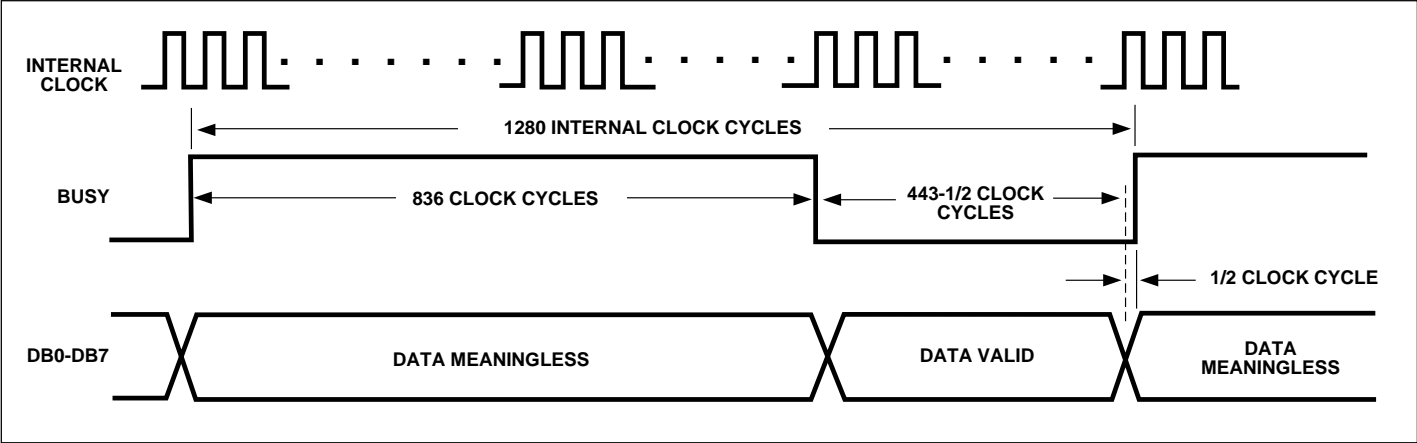 INTERNAL
CLOCK
1280 INTERNAL CLOCK CYCLES
BUSY
836 CLOCK CYCLES
443-1/2 CLOCK
CYCLES
1/2 CLOCK CYCLE
DB0-DB7
DATA MEANINGLESS
DATA VALID
DATA
MEANINGLESS